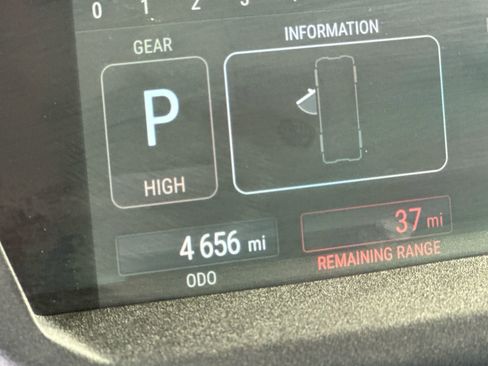 0 1 2 3
GEAR
INFORMATION
P
HIGH
4 656 mi
37 mi
ODO
REMAINING RANGE